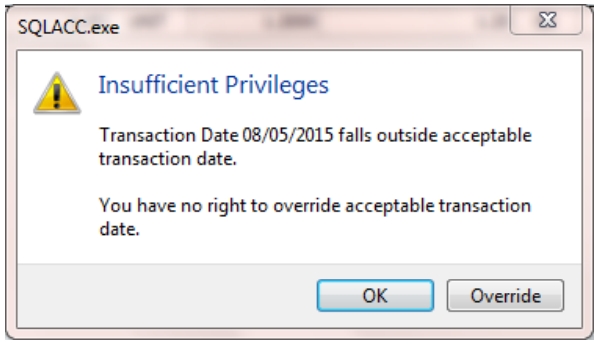 SQLACC.exe
Insufficient Privileges
Transaction Date 08/05/2015 falls outside acceptable
transaction date.
You have no right to override acceptable transaction
date.
OK
Override